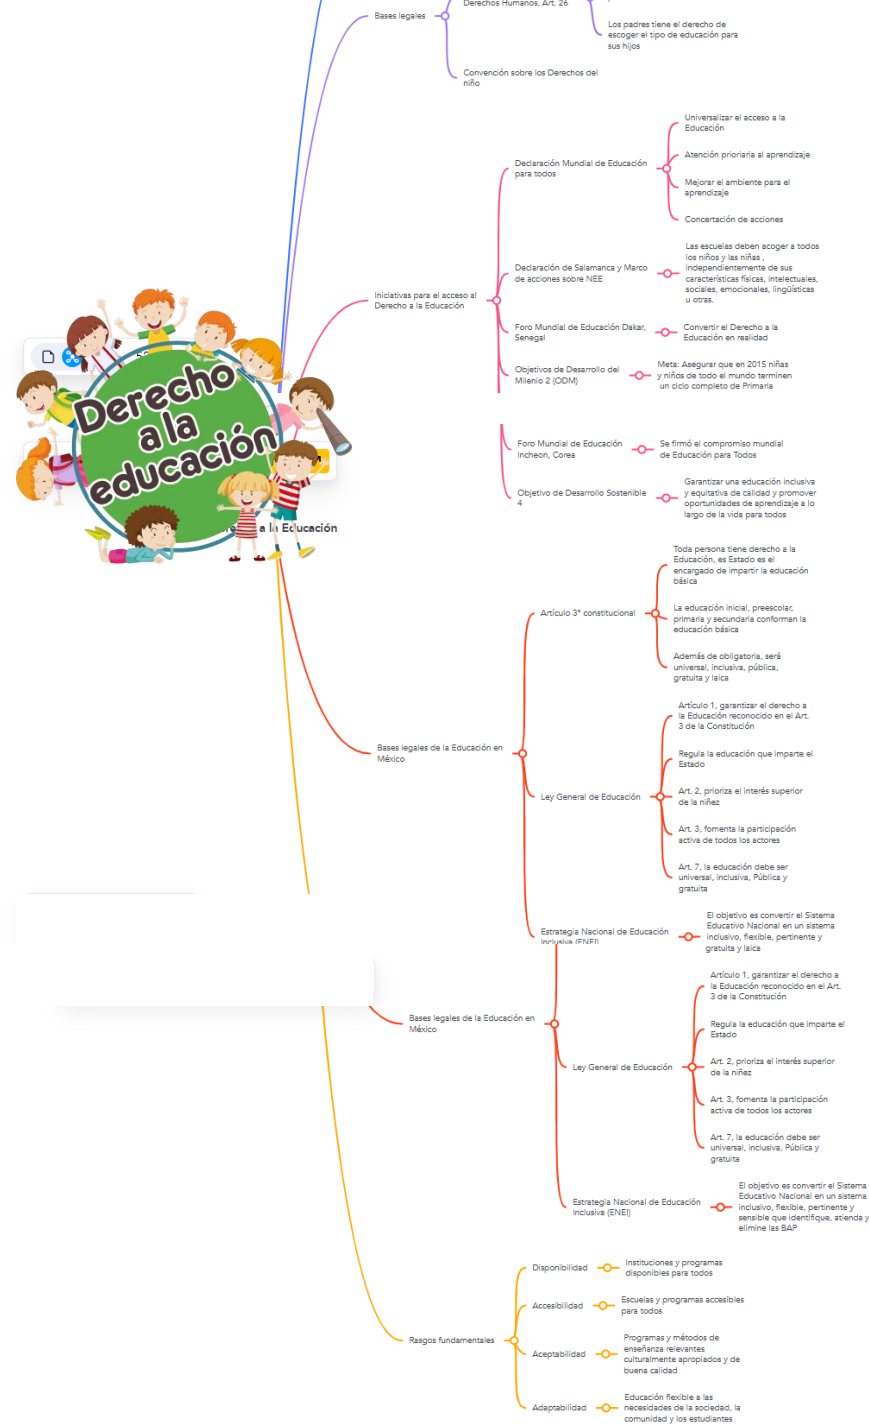 Derechos Humanos, Art. 26
Bases legales
Los padres tiene el derecho de
escoger el tipo de educación para
sus hijos
Convención sobre los Derechos del
niño
Universalizar el acceso a la
Educación
Declaración Mundial de Educación
para todos
Atención prioriaria al aprendizaje
Mejorar el ambiente para el
aprendizaje
Concertación de acciones
Iniciativas para el acceso al
Derecho a la Educación
Declaración de Salamanca y Marco
de acciones sobre NEE
Las escuelas deben acoger a todos
los niños y las niñas ,
independientemente de sus
características físicas, intelectuales,
sociales, emocionales, lingüísticas
u otras.
Foro Mundial de Educación Dakar,
Senegal
Convertir el Derecho a la
Educación en realidad
Objetivos de Desarrollo del
Milenio 2 (ODM)
Meta: Asegurar que en 2015 niñas
y niños de todo el mundo terminen
un ciclo completo de Primaria
Derecho
a la
educación
a la Educación
Foro Mundial de Educación
Incheon, Corea
Se firmó el compromiso mundial
de Educación para Todos
Objetivo de Desarrollo Sostenible
4
Garantizar una educación inclusiva
y equitativa de calidad y promover
oportunidades de aprendizaje a lo
largo de la vida para todos
Bases legales de la Educación en
México
Artículo 3° constitucional
Toda persona tiene derecho a la
Educación, es Estado es el
encargado de impartir la educación
básica
La educación inicial, preescolar,
primaria y secundaria conforman la
educación básica
Además de obligatoria, será
universal, inclusiva, pública,
gratuita y laica
Ley General de Educación
Artículo 1, garantizar el derecho a
la Educación reconocido en el Art.
3 de la Constitución
Regula la educación que imparte el
Estado
Art. 2, prioriza el interés superior
de la niñez
Art. 3, fomenta la participación
activa de todos los actores
Art. 7, la educación debe ser
universal, inclusiva, Pública y
gratuita
Estrategia Nacional de Educación
Inclusiva (ENEI)
El objetivo es convertir el Sistema
Educativo Nacional en un sistema
inclusivo, flexible, pertinente y
gratuita y laica
Bases legales de la Educación en
México
Ley General de Educación
Artículo 1, garantizar el derecho a
la Educación reconocido en el Art.
3 de la Constitución
Regula la educación que imparte el
Estado
Art. 2, prioriza el interés superior
de la niñez
Art. 3, fomenta la participación
activa de todos los actores
Art. 7, la educación debe ser
universal, inclusiva, Pública y
gratuita
Estrategia Nacional de Educación
Inclusiva (ENEI)
El objetivo es convertir el Sistema
Educativo Nacional en un sistema
inclusivo, flexible, pertinente y
sensible que identifique, atienda y
elimine las BAP
Rasgos fundamentales
Disponibilidad
Instituciones y programas
disponibles para todos
Accesibilidad
Escuelas y programas accesibles
para todos
Aceptabilidad
Programas y métodos de
enseñanza relevantes
culturalmente apropiados y de
buena calidad
Adaptabilidad
Educación flexible a las
necesidades de la sociedad, la
comunidad y los estudiantes